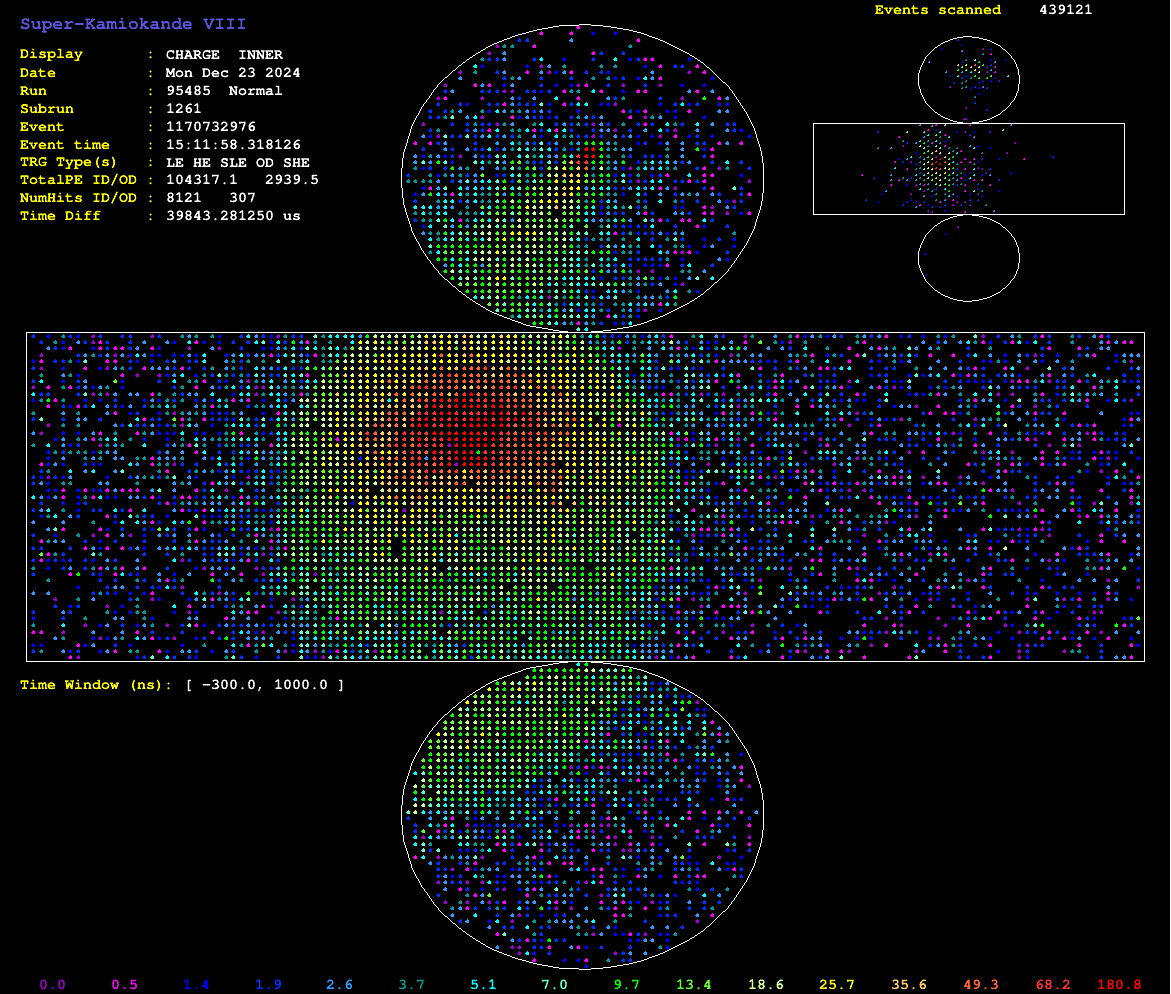 Super-Kamiokande VIII
Events scanned 439121
Display : CHARGE INNER
Date : Mon Dec 23 2024
Run : 95485 Normal
Subrun : 1261
Event : 1170732976
Event time : 15:11:58.318126
TRG Type(s) : LE HE SLE OD SHE
TotalPE ID/OD : 104317.1 2939.5
NumHits ID/OD : 8121 307
Time Diff : 39843.281250 us
Time Window (ns): [ −300.0, 1000.0 ]
0.0 0.5 1.4 1.9 2.6 3.7 5.1 7.0 9.7 13.4 18.6 25.7 35.6 49.3 68.2 180.8